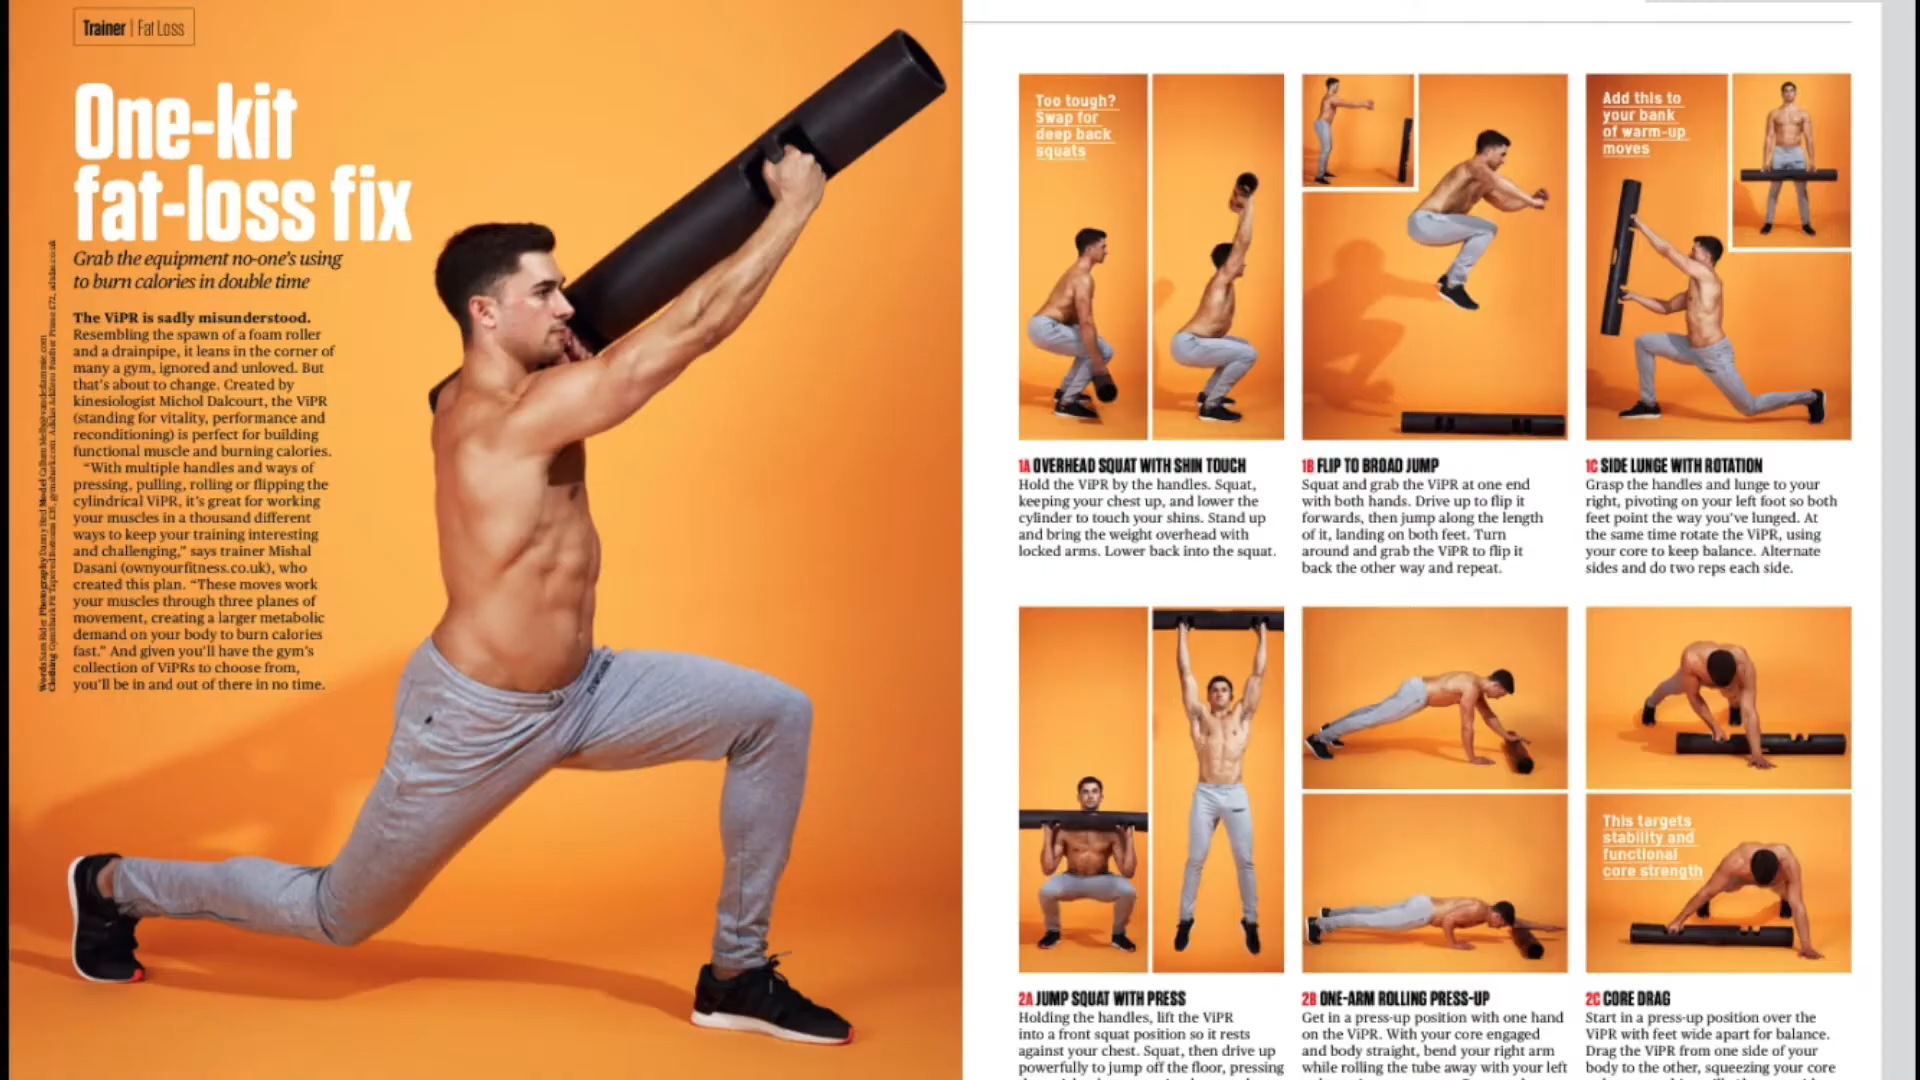 Trainer | Fat Loss
One-kit
fat-loss fix
Grab the equipment no-one's using
to burn calories in double time
The ViPR is sadly misunderstood.
Resembling the spawn of a foam roller
and a drainpipe, it leans in the corner of
many a gym, ignored and unloved. But
that's about to change. Created by
kinesiologist Michol Dalcourt, the ViPR
(standing for vitality, performance and
reconditioning) is perfect for building
functional muscle and burning calories.
“With multiple handles and ways of
pressing, pulling, rolling or flipping the
cylindrical ViPR, it's great for working
your muscles in a thousand different
ways to keep your training interesting
and challenging,” says trainer Mishal
Dasani (ownyourfitness.co.uk), who
created this plan. “These moves work
your muscles through three planes of
movement, creating a larger metabolic
demand on your body to burn calories
fast.” And given you'll have the gym's
collection of ViPRs to choose from,
you'll be in and out of there in no time.
Too tough?
Swap for
deep back
squats
Add this to
your bank
of warm-up
moves
1A OVERHEAD SQUAT WITH SHIN TOUCH
Hold the ViPR by the handles. Squat,
keeping your chest up, and lower the
cylinder to touch your shins. Stand up
and bring the weight overhead with
locked arms. Lower back into the squat.
1B FLIP TO BROAD JUMP
Squat and grab the ViPR at one end
with both hands. Drive up to flip it
forwards, then jump along the length
of it, landing on both feet. Turn
around and grab the ViPR to flip it
back the other way and repeat.
1C SIDE LUNGE WITH ROTATION
Grasp the handles and lunge to your
right, pivoting on your left foot so both
feet point the way you've lunged. At
the same time rotate the ViPR, using
your core to keep balance. Alternate
sides and do two reps each side.
This targets
stability and
functional
core strength
2A JUMP SQUAT WITH PRESS
Holding the handles, lift the ViPR
into a front squat position so it rests
against your chest. Squat, then drive up
powerfully to jump off the floor, pressing
2B ONE-ARM ROLLING PRESS-UP
Get in a press-up position with one hand
on the ViPR. With your core engaged
and body straight, bend your right arm
while rolling the tube away with your left
2C CORE DRAG
Start in a press-up position over the
ViPR with feet wide apart for balance.
Drag the ViPR from one side of your
body to the other, squeezing your core